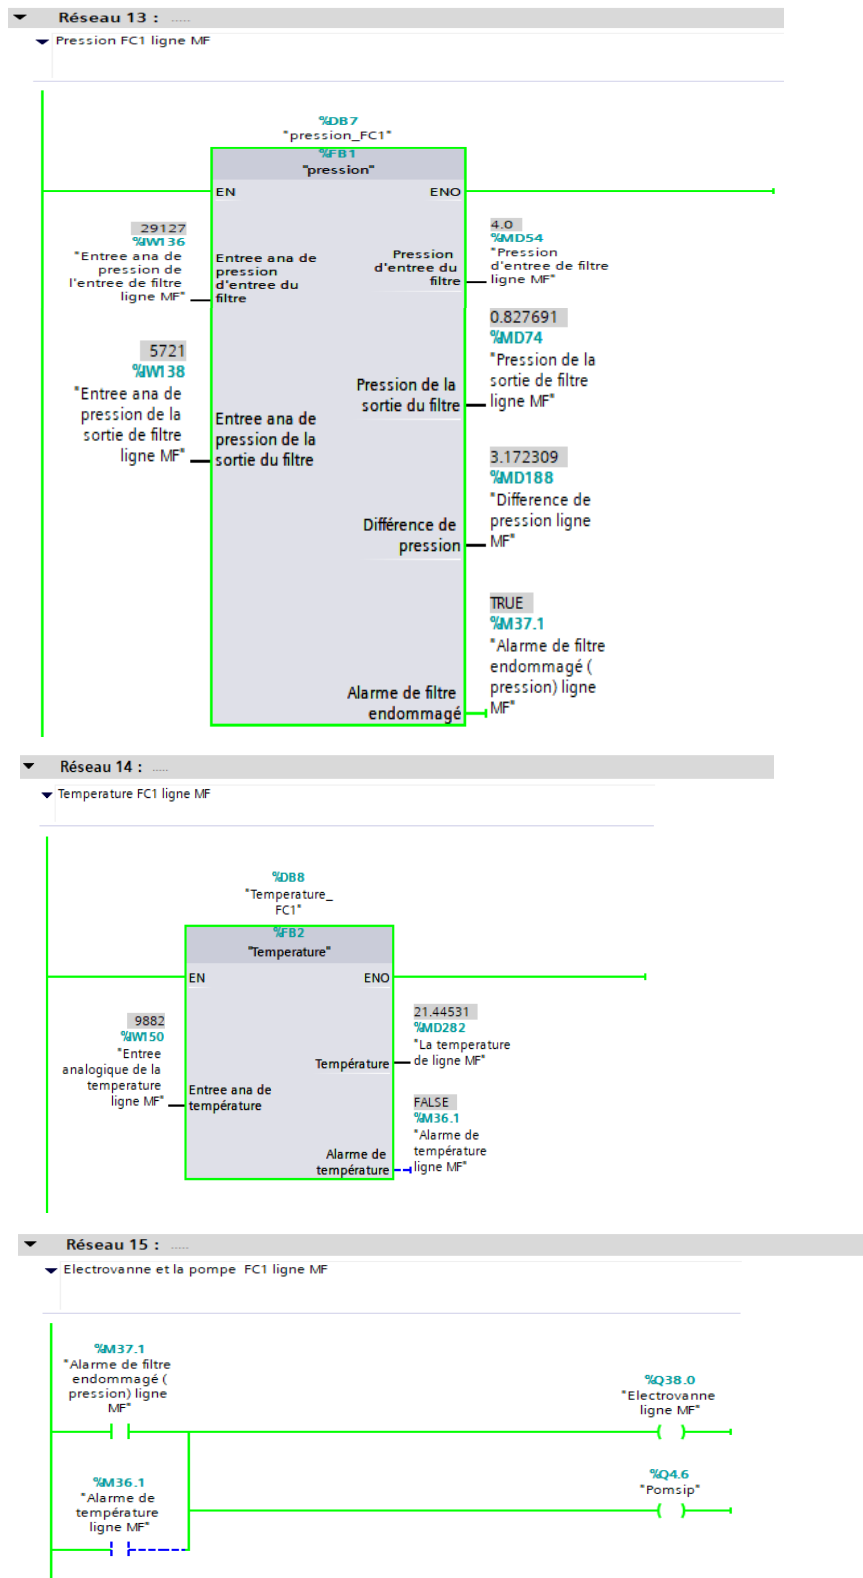 Réseau 13 : .....
Pression FC1 ligne MF
%DB7
"pression_FC1"
%FB1
"pression"
EN
ENO
29127
%IW136
"Entree ana de
pression de
l'entree de filtre
ligne MF"
Entree ana de
pression
d'entree du
filtre
Pression
d'entree du
filtre
4.0
%MD54
"Pression
d'entree de filtre
ligne MF"
5721
%IW138
"Entree ana de
pression de la
sortie de filtre
ligne MF"
Entree ana de
pression de la
sortie du filtre
Pression de la
sortie du filtre
0.827691
%MD74
"Pression de la
sortie de filtre
ligne MF"
Différence de
pression
3.172309
%MD188
"Difference de
pression ligne
MF"
Alarme de filtre
endommagé
TRUE
%M37.1
"Alarme de filtre
endommagé (
pression) ligne
MF"
Réseau 14 : .....
Temperature FC1 ligne MF
%DB8
"Temperature_
FC1"
%FB2
"Temperature"
EN
ENO
9882
%IW150
"Entree
analogique de la
temperature
ligne MF"
Entree ana de
température
Température
21.44531
%MD282
"La temperature
de ligne MF"
Alarme de
température
FALSE
%M36.1
"Alarme de
température
ligne MF"
Réseau 15 : .....
Electrovanne et la pompe  FC1 ligne MF
%M37.1
"Alarme de filtre
endommagé (
pression) ligne
MF"
%Q38.0
"Electrovanne
ligne MF"
%M36.1
"Alarme de
température
ligne MF"
%Q4.6
"Pomsip"